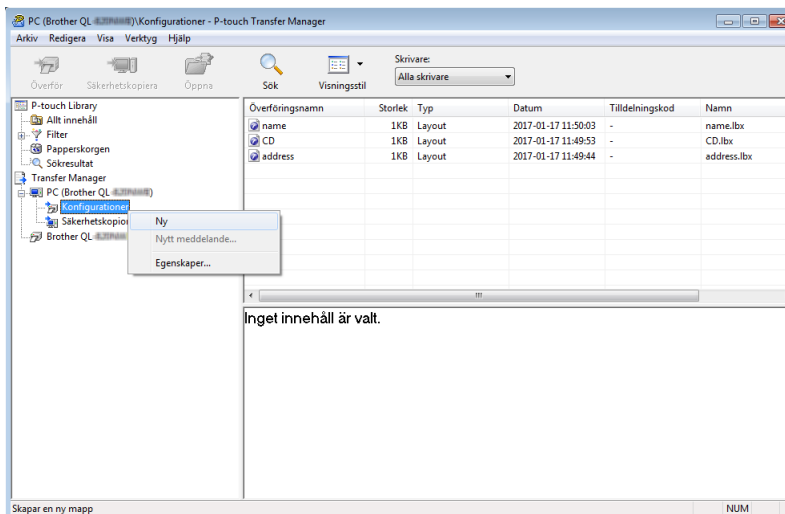 PC (Brother QL )\Konfigurationer - P-touch Transfer Manager
Arkiv Redigera Visa Verktyg Hjälp
Överför Säkerhetskopiera Öppna Sök Visningsstil
Skrivare:
Alla skrivare
P-touch Library
Allt innehåll
Filter
Papperskorgen
Sökresultat
Transfer Manager
PC (Brother QL )
Konfigurationer
Säkerhetskopior
Brother QL
Ny
Nytt meddelande...
Egenskaper...
Överföringsnamn Storlek Typ Datum Tilldelningskod Namn
name 1KB Layout 2017-01-17 11:50:03 - name.lbx
CD 1KB Layout 2017-01-17 11:49:53 - CD.lbx
address 1KB Layout 2017-01-17 11:49:44 - address.lbx
Inget innehåll är valt.
Skapar en ny mapp NUM